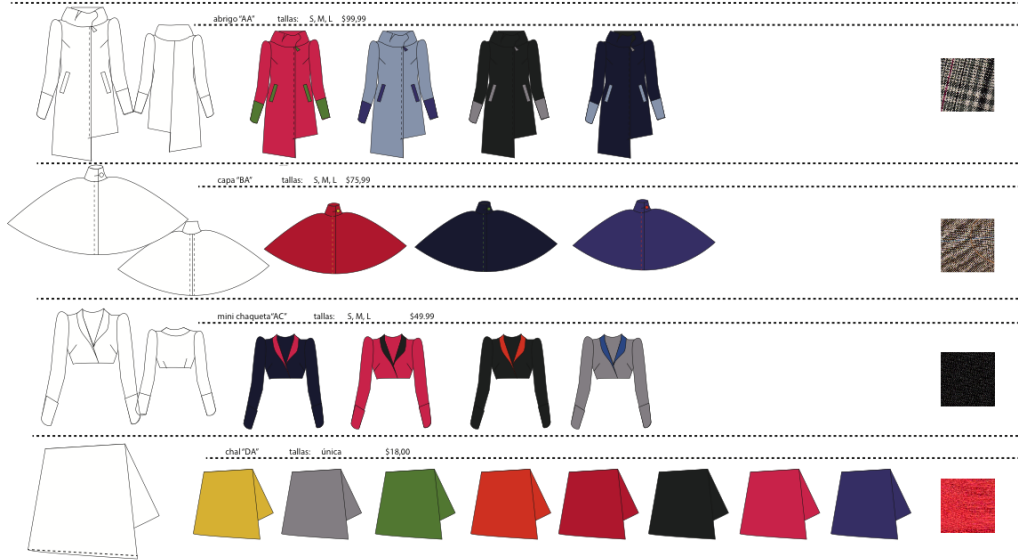 abrigo "AA" tallas: S, M, L $99,99
capa "BA" tallas: S, M, L $75,99
mini chaqueta"AC" tallas: S, M, L $49.99
chal "DA" tallas: única $18,00